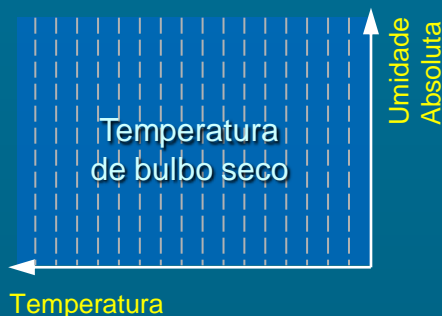 Temperatura
de bulbo seco
Umidade
Absoluta
Temperatura